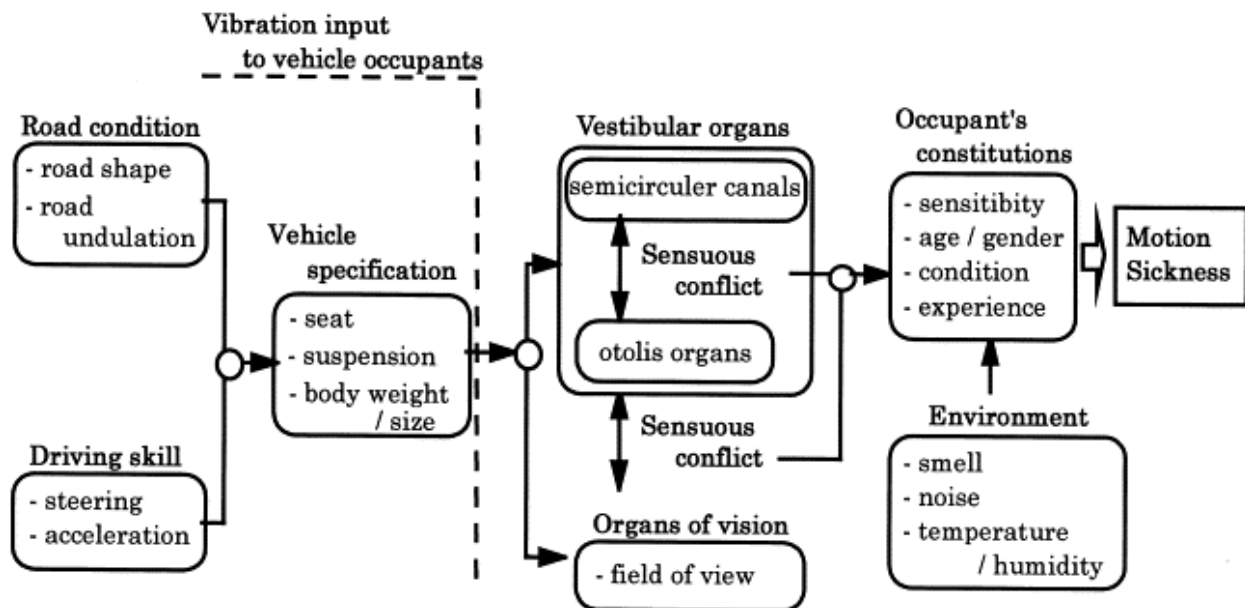 Vibration input
to vehicle occupants
Road condition
- road shape
- road
undulation
Driving skill
- steering
- acceleration
Vehicle
specification
- seat
- suspension
- body weight
/ size
Vestibular organs
semicirculer canals
Sensuous
conflict
otolis organs
Sensuous
conflict
Organs of vision
- field of view
Occupant's
constitutions
- sensitibity
- age / gender
- condition
- experience
Environment
- smell
- noise
- temperature
/ humidity
Motion
Sickness